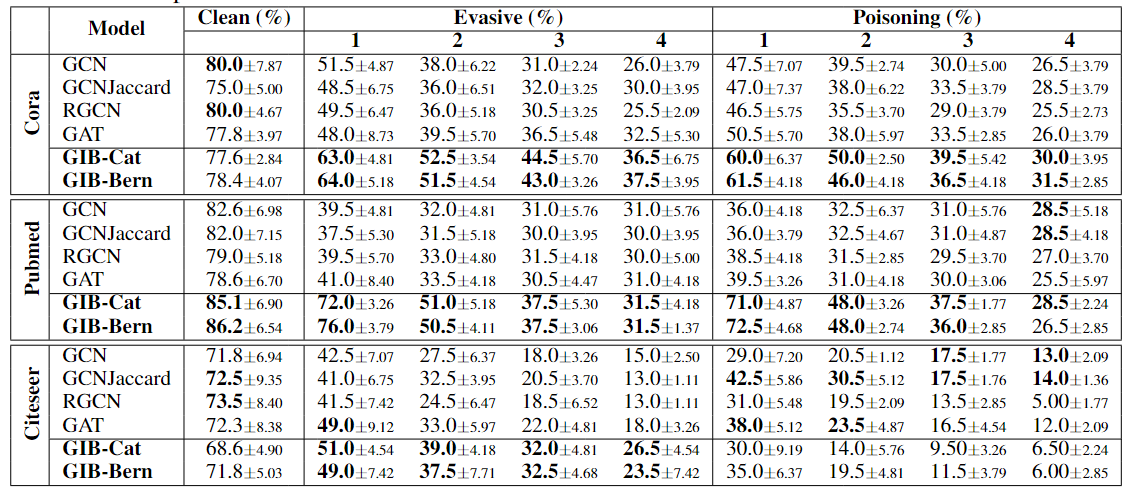 Model Clean (%) Evasive (%) Poisoning (%)
1 2 3 4 1 2 3 4
Cora
GCN 80.0±7.87 51.5±4.87 38.0±6.22 31.0±2.24 26.0±3.79 47.5±7.07 39.5±2.74 30.0±5.00 26.5±3.79
GCNJaccard 75.0±5.00 48.5±6.75 36.0±6.51 32.0±3.25 30.0±3.95 47.0±7.37 38.0±6.22 33.5±3.79 28.5±3.79
RGCN 80.0±4.67 49.5±6.47 36.0±5.18 30.5±3.25 25.5±2.09 46.5±5.75 35.5±3.70 29.0±3.79 25.5±2.73
GAT 77.8±3.97 48.0±8.73 39.5±5.70 36.5±5.48 32.5±5.30 50.5±5.70 38.0±5.97 33.5±2.85 26.0±3.79
GIB-Cat 77.6±2.84 63.0±4.81 52.5±3.54 44.5±5.70 36.5±6.75 60.0±6.37 50.0±2.50 39.5±5.42 30.0±3.95
GIB-Bern 78.4±4.07 64.0±5.18 51.5±4.54 43.0±3.26 37.5±3.95 61.5±4.18 46.0±4.18 36.5±4.18 31.5±2.85
Pubmed
GCN 82.6±6.98 39.5±4.81 32.0±4.81 31.0±5.76 31.0±5.76 36.0±4.18 32.5±6.37 31.0±5.76 28.5±5.18
GCNJaccard 82.0±7.15 37.5±5.30 31.5±5.18 30.0±3.95 30.0±3.95 36.0±3.79 32.5±4.67 31.0±4.87 28.5±4.18
RGCN 79.0±5.18 39.5±5.70 33.0±4.80 31.5±4.18 30.0±5.00 38.5±4.18 31.5±2.85 29.5±3.70 27.0±3.70
GAT 78.6±6.70 41.0±8.40 33.5±4.18 30.5±4.47 31.0±4.18 39.5±3.26 31.0±4.18 30.0±3.06 25.5±5.97
GIB-Cat 85.1±6.90 72.0±3.26 51.0±5.18 37.5±5.30 31.5±4.18 71.0±4.87 48.0±3.26 37.5±1.77 28.5±2.24
GIB-Bern 86.2±6.54 76.0±3.79 50.5±4.11 37.5±3.06 31.5±1.37 72.5±4.68 48.0±2.74 36.0±2.85 26.5±2.85
Citeseer
GCN 71.8±6.94 42.5±7.07 27.5±6.37 18.0±3.26 15.0±2.50 29.0±7.20 20.5±1.12 17.5±1.77 13.0±2.09
GCNJaccard 72.5±9.35 41.0±6.75 32.5±3.95 20.5±3.70 13.0±1.11 42.5±5.86 30.5±5.12 17.5±1.76 14.0±1.36
RGCN 73.5±8.40 41.5±7.42 24.5±6.47 18.5±6.52 13.0±1.11 31.0±5.48 19.5±2.09 13.5±2.85 5.00±1.77
GAT 72.3±8.38 49.0±9.12 33.0±5.97 22.0±4.81 18.0±3.26 38.0±5.12 23.5±4.87 16.5±4.54 12.0±2.09
GIB-Cat 68.6±4.90 51.0±4.54 39.0±4.18 32.0±4.81 26.5±4.54 30.0±9.19 14.0±5.76 9.50±3.26 6.50±2.24
GIB-Bern 71.8±5.03 49.0±7.42 37.5±7.71 32.5±4.68 23.5±7.42 35.0±6.37 19.5±4.81 11.5±3.79 6.00±2.85